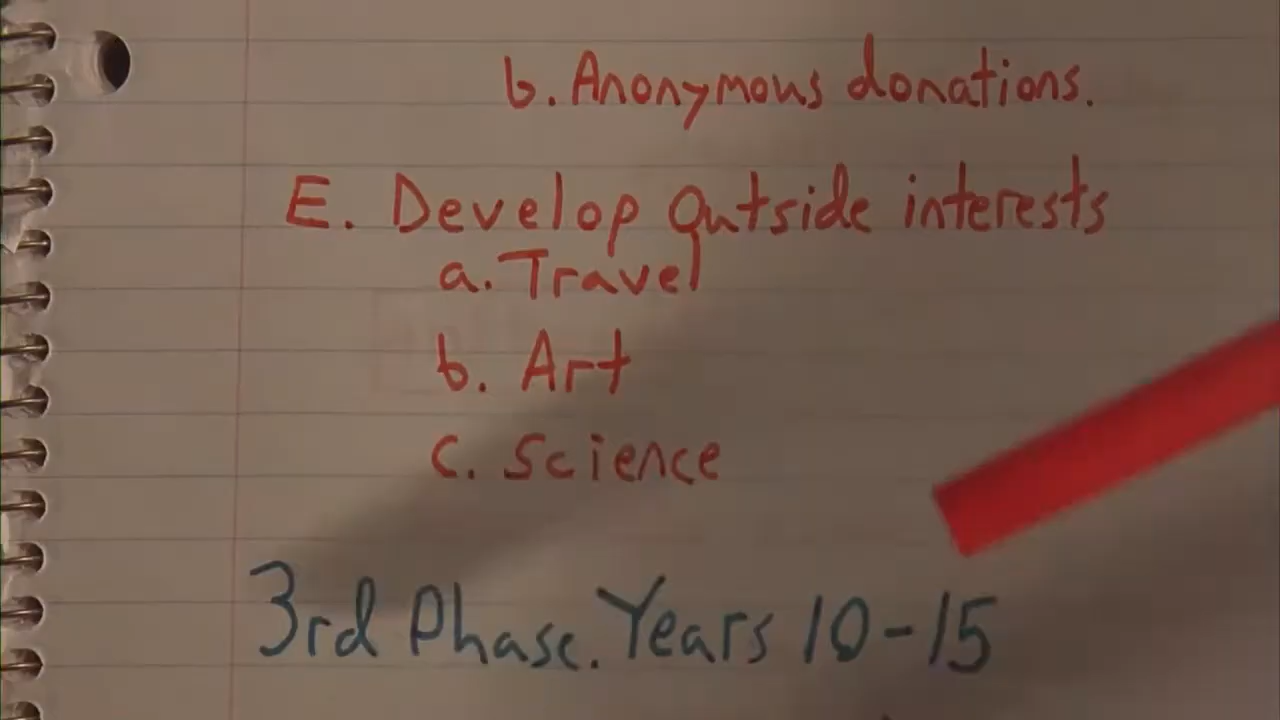 b. Anonymous donations.
E. Develop Outside interests
a. Travel
b. Art
c. Science
3rd Phase. Years 10-15